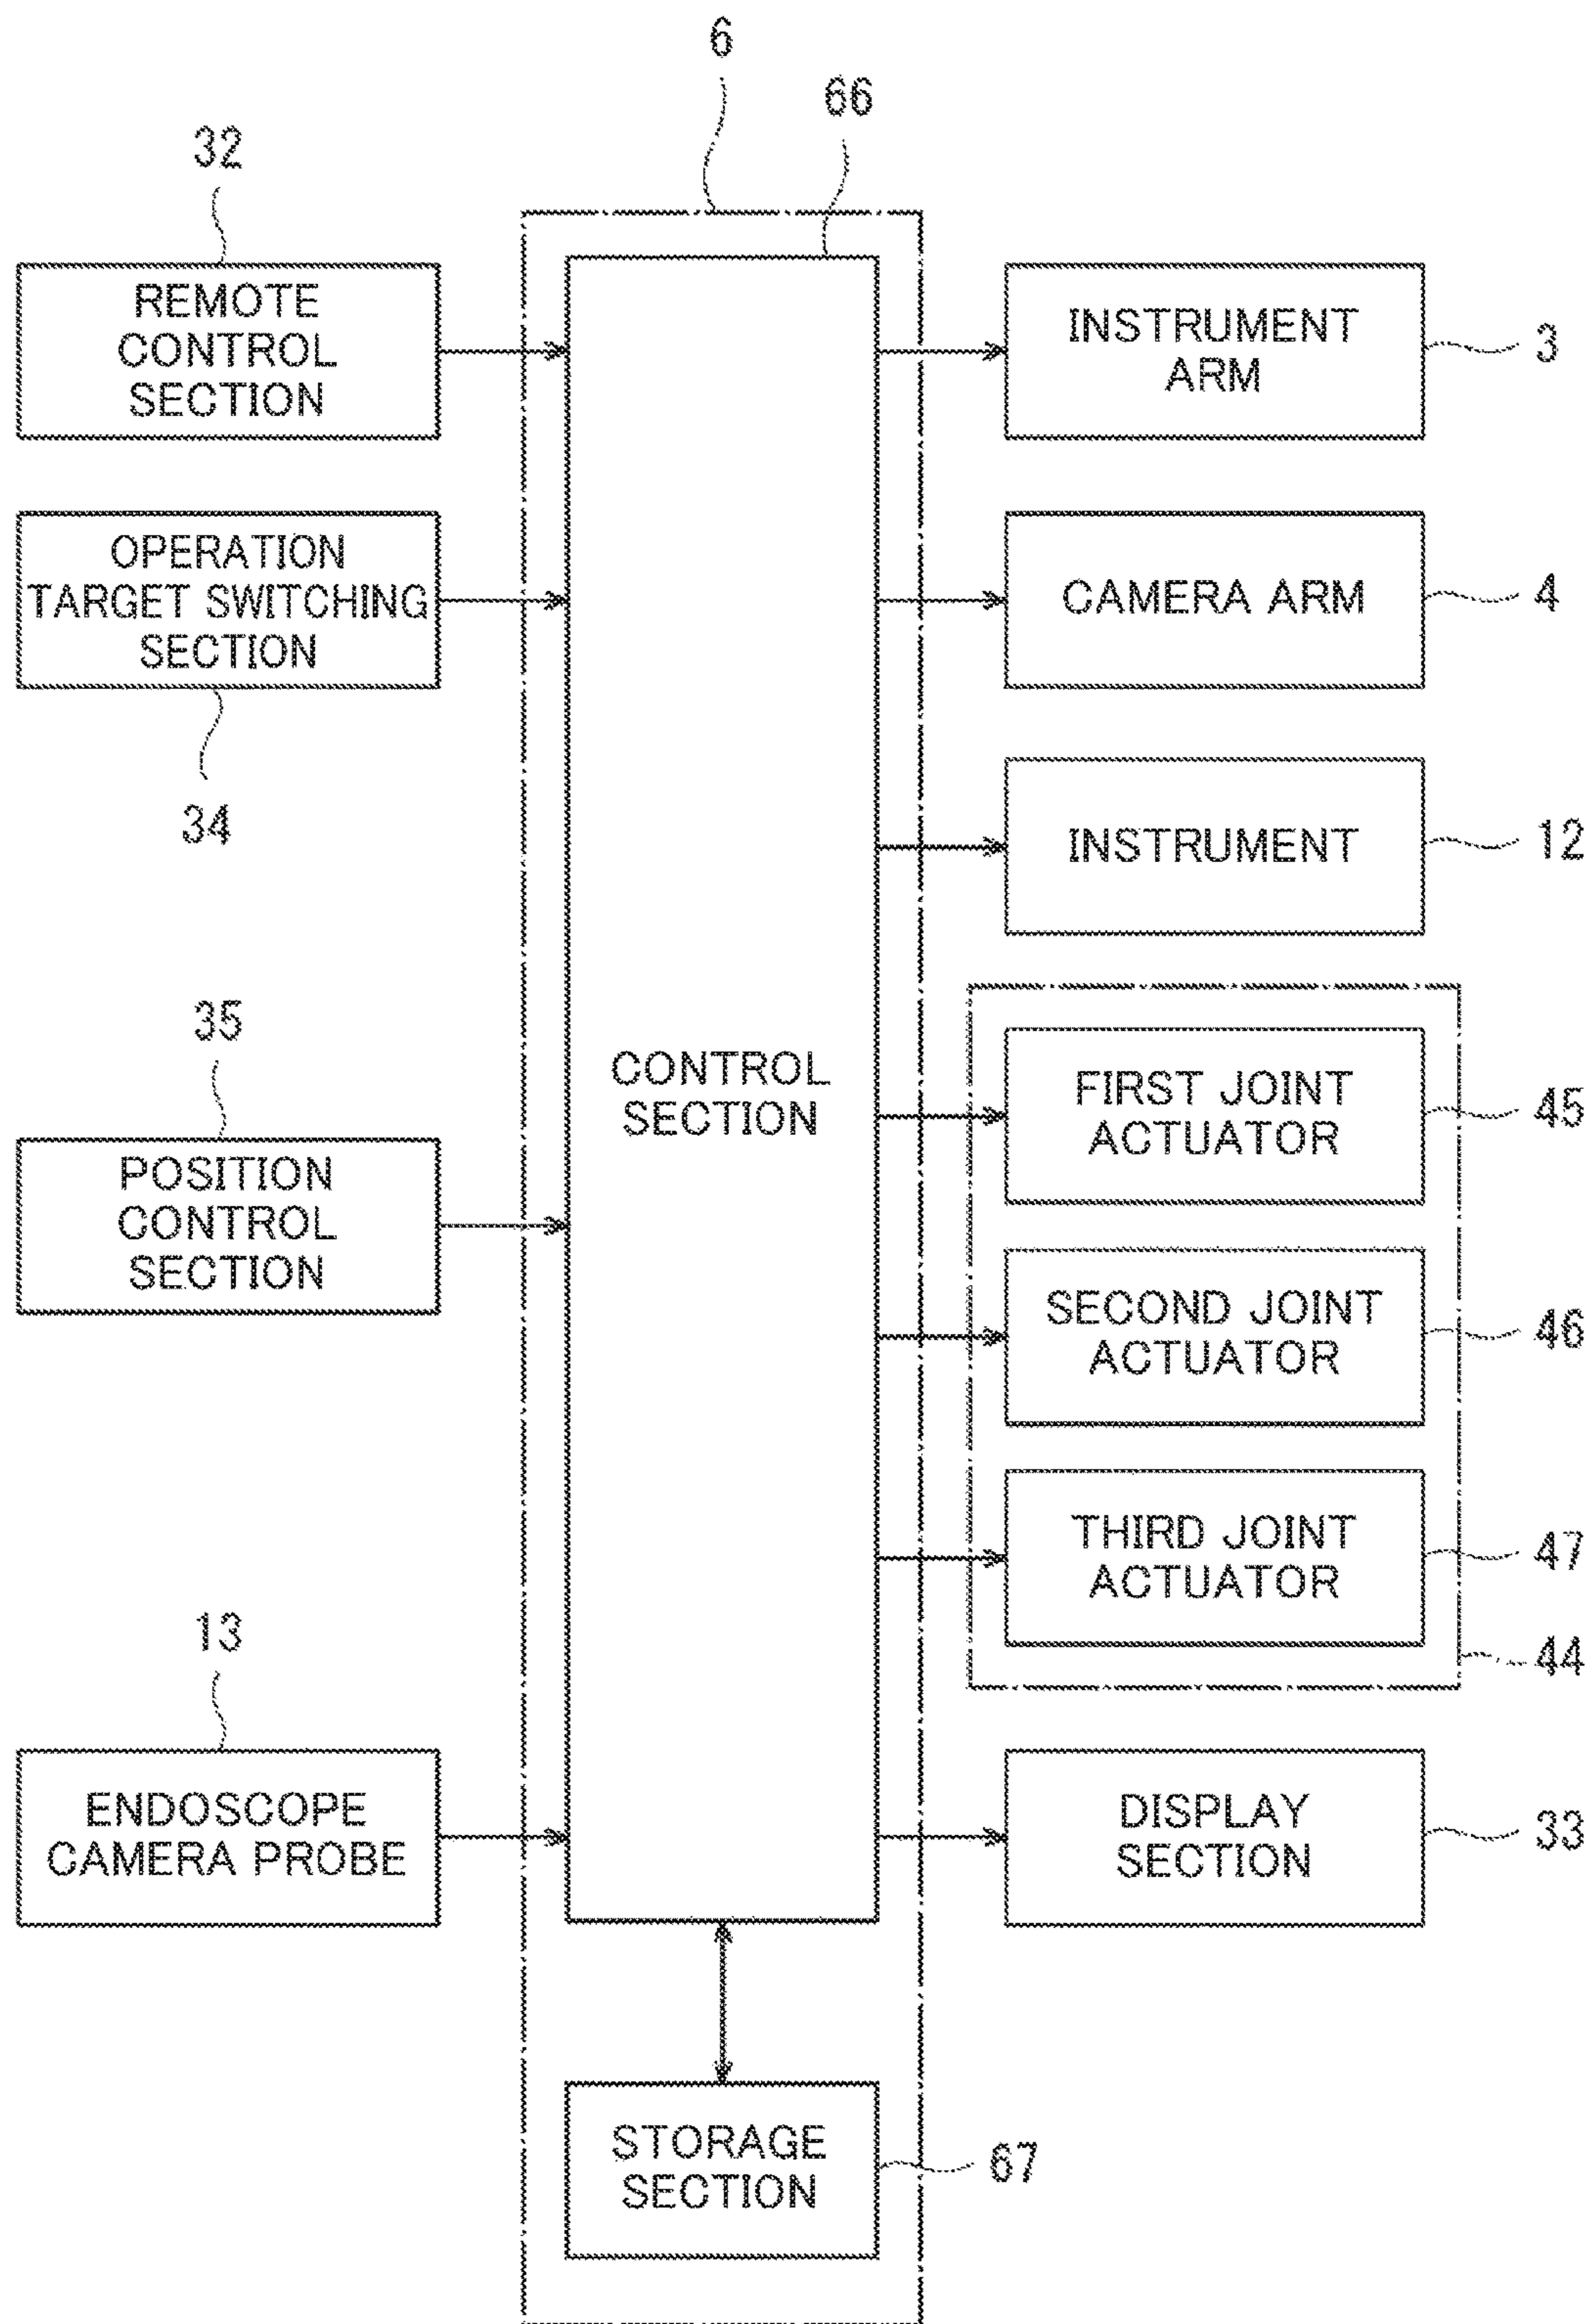 6
66
32
REMOTE
CONTROL
SECTION
INSTRUMENT
ARM
3
OPERATION
TARGET SWITCHING
SECTION
34
CAMERA ARM
4
INSTRUMENT
12
35
POSITION
CONTROL
SECTION
CONTROL
SECTION
FIRST JOINT
ACTUATOR
45
SECOND JOINT
ACTUATOR
46
THIRD JOINT
ACTUATOR
47
44
13
ENDOSCOPE
CAMERA PROBE
DISPLAY
SECTION
33
STORAGE
SECTION
67